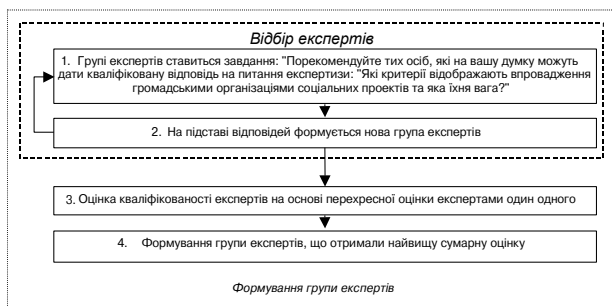 Відбір експертів
1. Групі експертів ставиться завдання: "Порекомендуйте тих осіб, які на вашу думку можуть
дати кваліфіковану відповідь на питання експертизи: "Які критерії відображають впровадження
громадськими організаціями соціальних проектів та яка їхня вага?"
2. На підставі відповідей формується нова група експертів
3. Оцінка кваліфікованості експертів на основі перехресної оцінки експертами один одного
4. Формування групи експертів, що отримали найвищу сумарну оцінку
Формування групи експертів